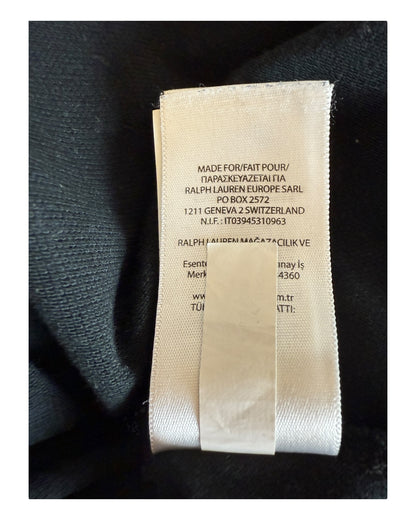 MADE FOR/FAIT POUR/
ΠΑΡΑΣΚΕΥΑΖΕΤΑΙ ΓΙΑ
RALPH LAUREN EUROPE SARL
PO BOX 2572
1211 GENEVA 2 SWITZERLAND
N.I.F.: IT03945310963
RALPH LAUREN MAĞAZACILIK VE
Esente
Merk 4360
www. m.tr
TÜ ATTI: